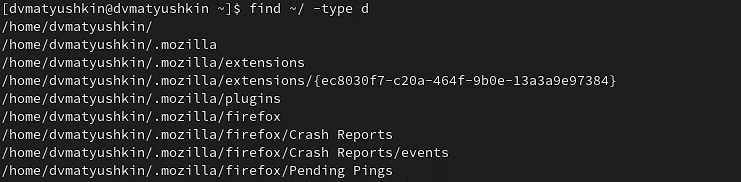 [dvmatyushkin@dvmatyushkin ~]$ find ~/ -type d
/home/dvmatyushkin/
/home/dvmatyushkin/.mozilla
/home/dvmatyushkin/.mozilla/extensions
/home/dvmatyushkin/.mozilla/extensions/{ec8030f7-c20a-464f-9b0e-13a3a9e97384}
/home/dvmatyushkin/.mozilla/plugins
/home/dvmatyushkin/.mozilla/firefox
/home/dvmatyushkin/.mozilla/firefox/Crash Reports
/home/dvmatyushkin/.mozilla/firefox/Crash Reports/events
/home/dvmatyushkin/.mozilla/firefox/Pending Pings